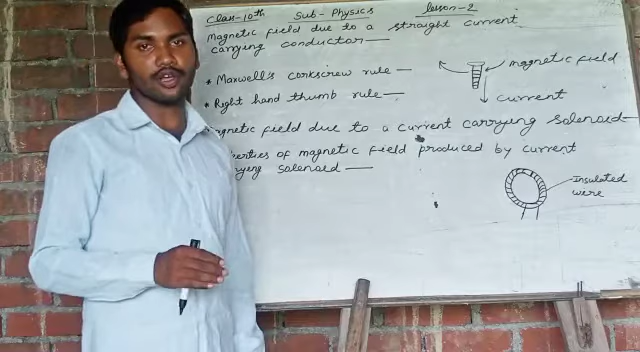 Class-10th Sub- Physics Lesson-2
magnetic field due to a straight current
carrying conductor—
* Maxwell's corkscrew rule —
* Right hand thumb rule—
magnetic field
current
agnetic field due to a current carrying solenoid—
perties of magnetic field produced by current
ying solenoid —
Insulated
were